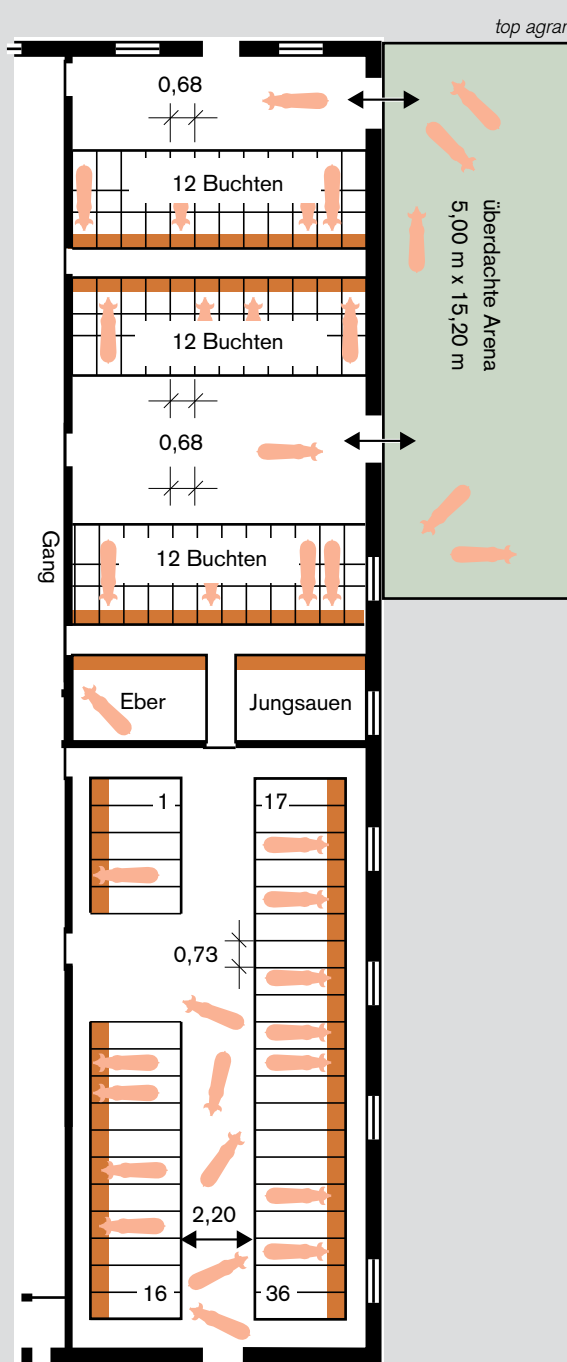 top agrar
0,68
12 Buchten
überdachte Arena
5,00 m x 15,20 m
12 Buchten
0,68
Gang
12 Buchten
Eber
Jungsauen
1
17
0,73
2,20
16
36